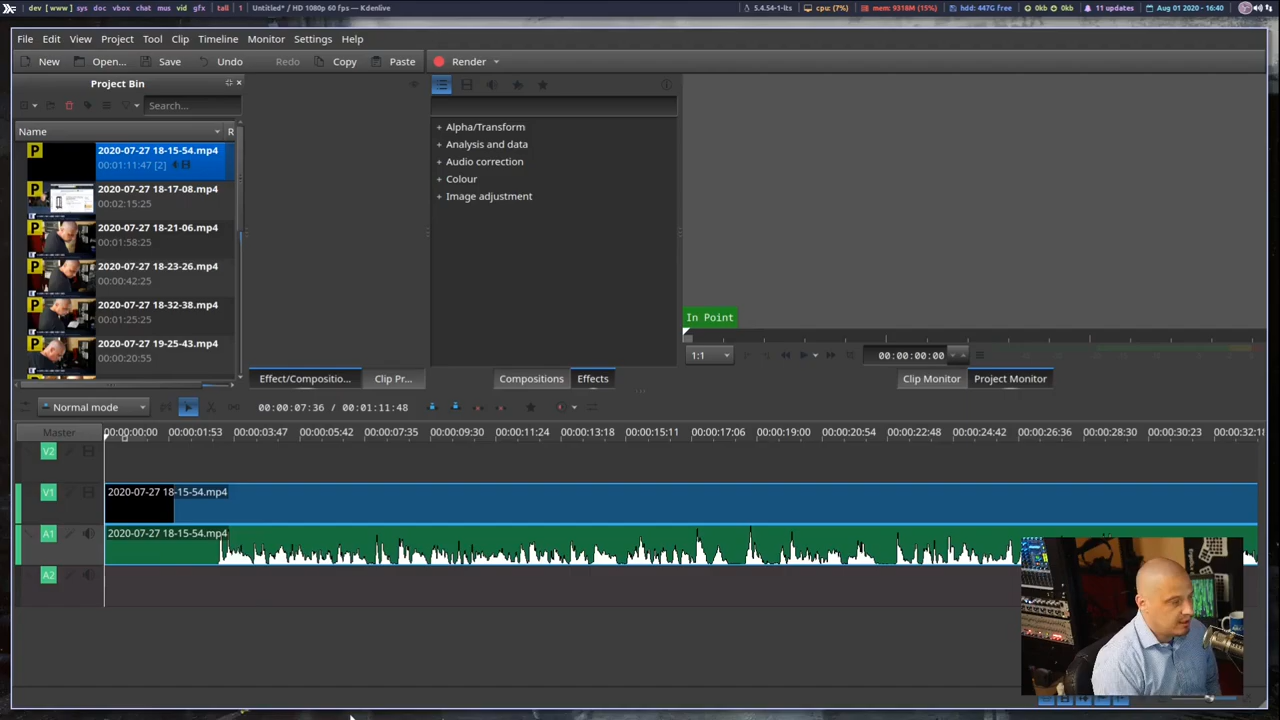 dev [ www ] sys doc vbox chat mus vid gfx | tall | 1 | Untitled* / HD 1080p 60 fps — Kdenlive
5.4.54-1-lts | cpu: (7%) | mem: 9318M (15%) | hdd: 447G free | 0kb 0kb | 11 updates | Aug 01 2020 - 16:40
File Edit View Project Tool Clip Timeline Monitor Settings Help
New Open... Save Undo Redo Copy Paste Render
Project Bin
Search...
Name R
2020-07-27 18-15-54.mp4
00:01:11:47 [2]
2020-07-27 18-17-08.mp4
00:02:15:25
2020-07-27 18-21-06.mp4
00:01:58:25
2020-07-27 18-23-26.mp4
00:00:42:25
2020-07-27 18-32-38.mp4
00:01:25:25
2020-07-27 19-25-43.mp4
00:00:20:55
+ Alpha/Transform
+ Analysis and data
+ Audio correction
+ Colour
+ Image adjustment
In Point
1:1 00:00:00:00
Effect/Compositio... Clip Pr... Compositions Effects Clip Monitor Project Monitor
Normal mode 00:00:07:36 / 00:01:11:48
Master 00:00:00:00 00:00:01:53 00:00:03:47 00:00:05:42 00:00:07:35 00:00:09:30 00:00:11:24 00:00:13:18 00:00:15:11 00:00:17:06 00:00:19:00 00:00:20:54 00:00:22:48 00:00:24:42 00:00:26:36 00:00:28:30 00:00:30:23 00:00:32:18
V2
V1 2020-07-27 18-15-54.mp4
A1 2020-07-27 18-15-54.mp4
A2